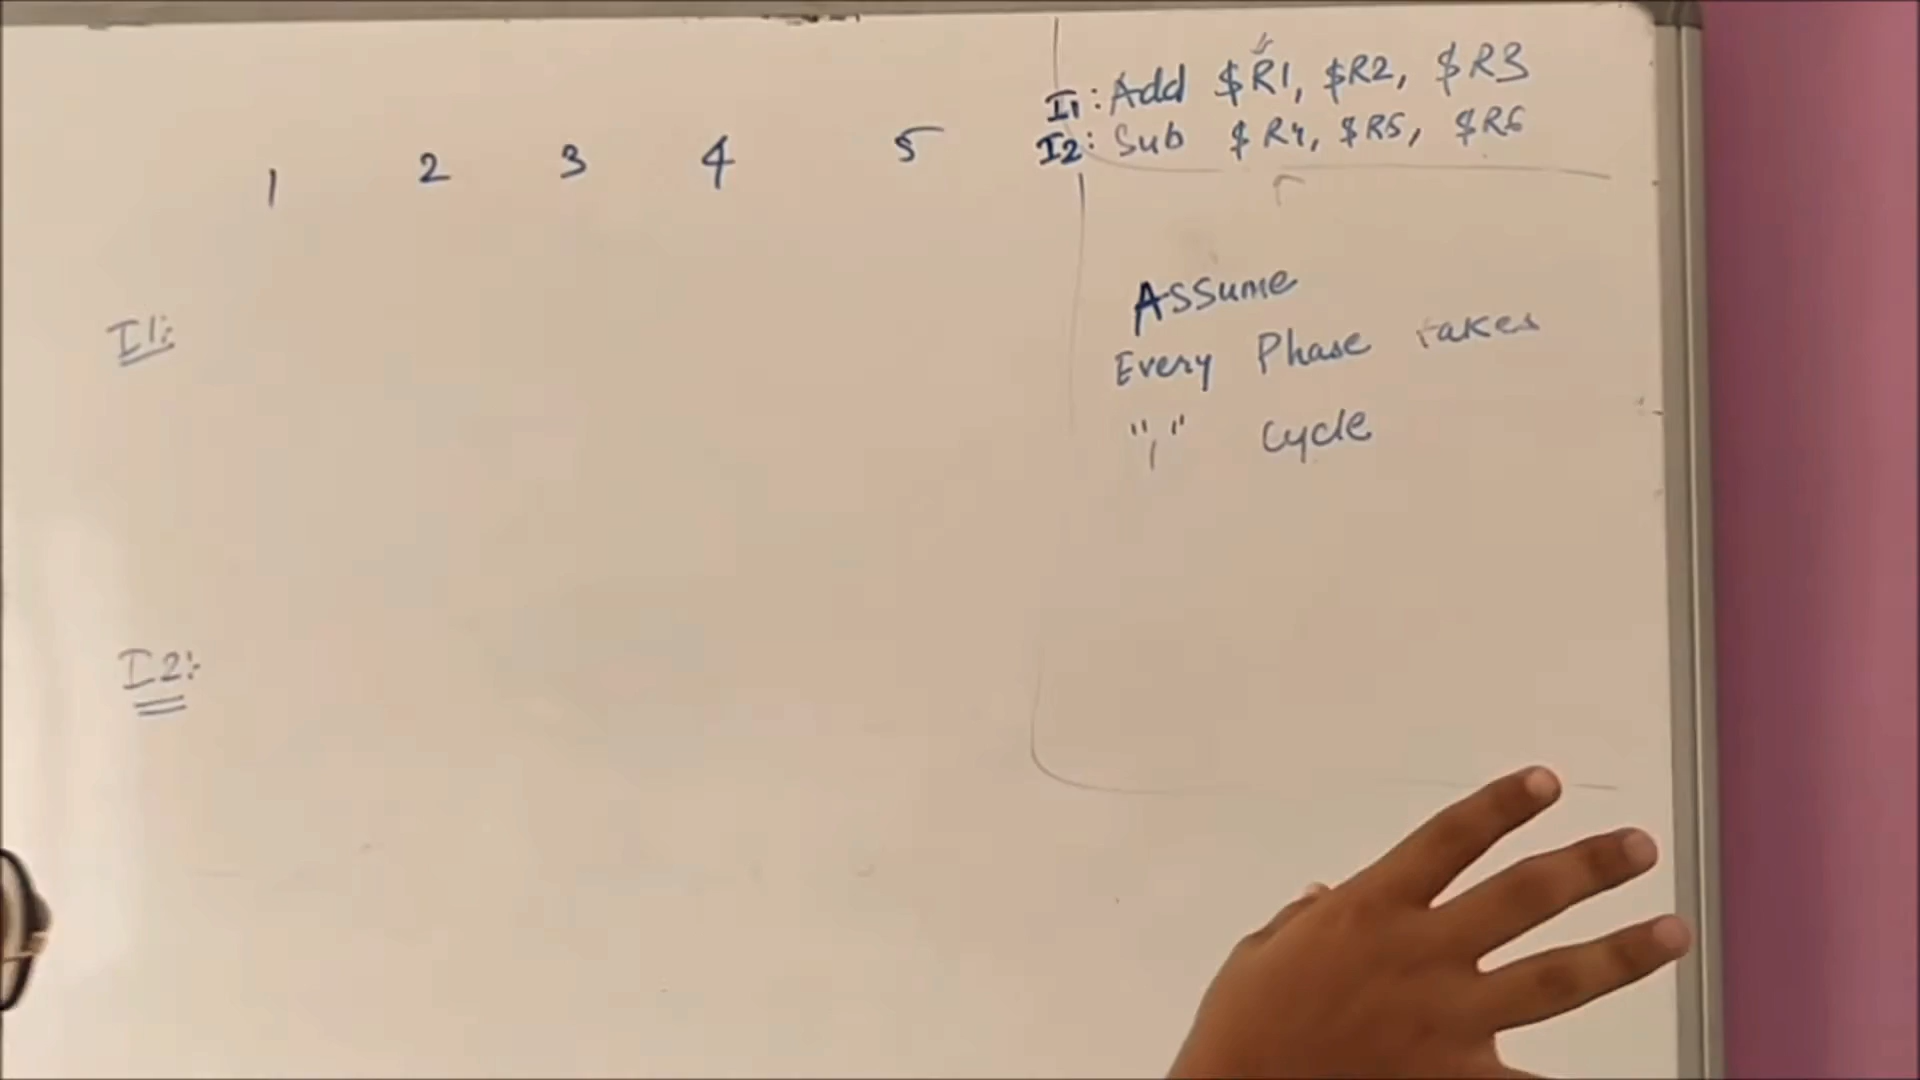 1 2 3 4 5
I1:
I2:
I1: Add $R1, $R2, $R3
I2: Sub $R4, $R5, $R6
Assume
Every Phase takes
"1" Cycle